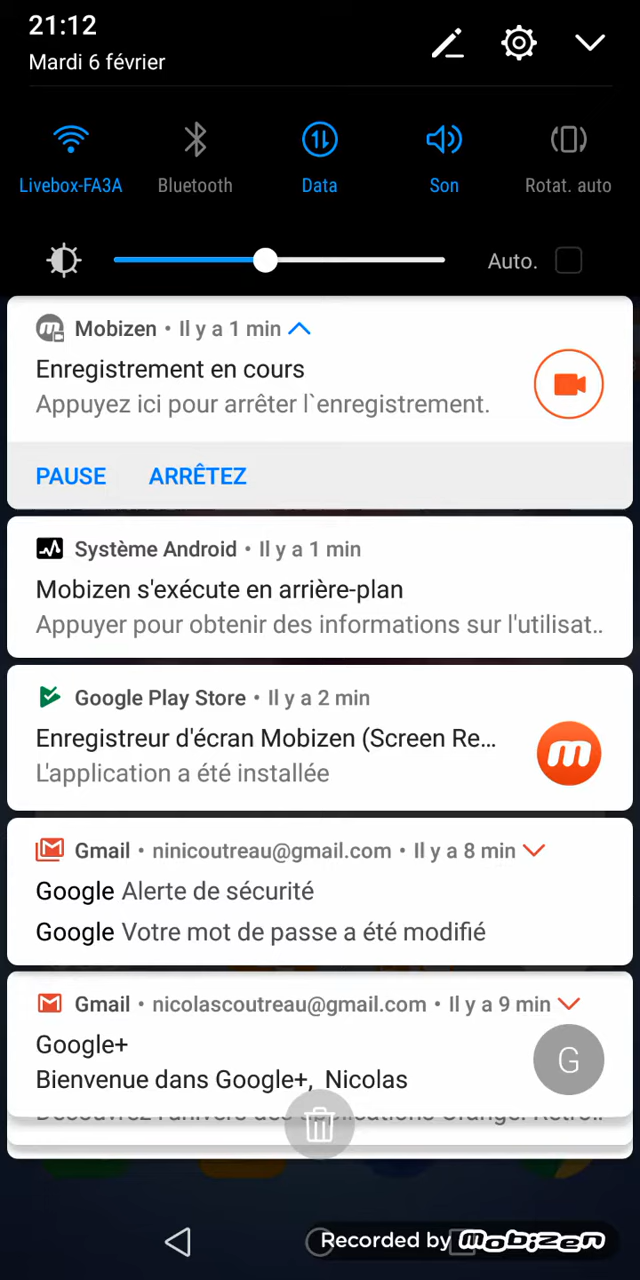 21:12
Mardi 6 février
Livebox-FA3A Bluetooth Data Son Rotat. auto
Auto.
Mobizen • Il y a 1 min
Enregistrement en cours
Appuyez ici pour arrêter l`enregistrement.
PAUSE ARRÊTEZ
Système Android • Il y a 1 min
Mobizen s'exécute en arrière-plan
Appuyer pour obtenir des informations sur l'utilisat..
Google Play Store • Il y a 2 min
Enregistreur d'écran Mobizen (Screen Re...
L'application a été installée
Gmail • ninicoutreau@gmail.com • Il y a 8 min
Google Alerte de sécurité
Google Votre mot de passe a été modifié
Gmail • nicolascoutreau@gmail.com • Il y a 9 min
Google+
G
Bienvenue dans Google+, Nicolas
Recorded by Mobizen